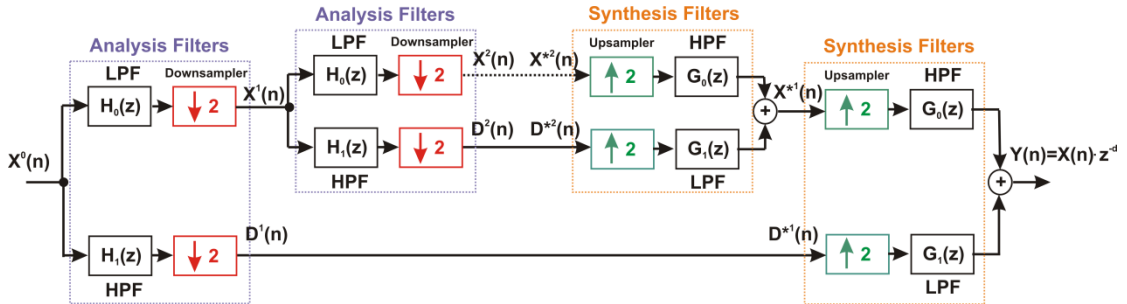 Analysis Filters
Synthesis Filters
Analysis Filters
Synthesis Filters
LPF
Downsampler
X²(n)
X*²(n)
Upsampler
HPF
LPF
Downsampler
H₀(z)
2
2
G₀(z)
Upsampler
HPF
H₀(z)
2
X¹(n)
X*¹(n)
2
G₀(z)
D²(n)
D*²(n)
H₁(z)
2
2
G₁(z)
+
X⁰(n)
HPF
LPF
Y(n)=X(n)·z⁻ᵈ
+
D¹(n)
D*¹(n)
H₁(z)
2
2
G₁(z)
HPF
LPF